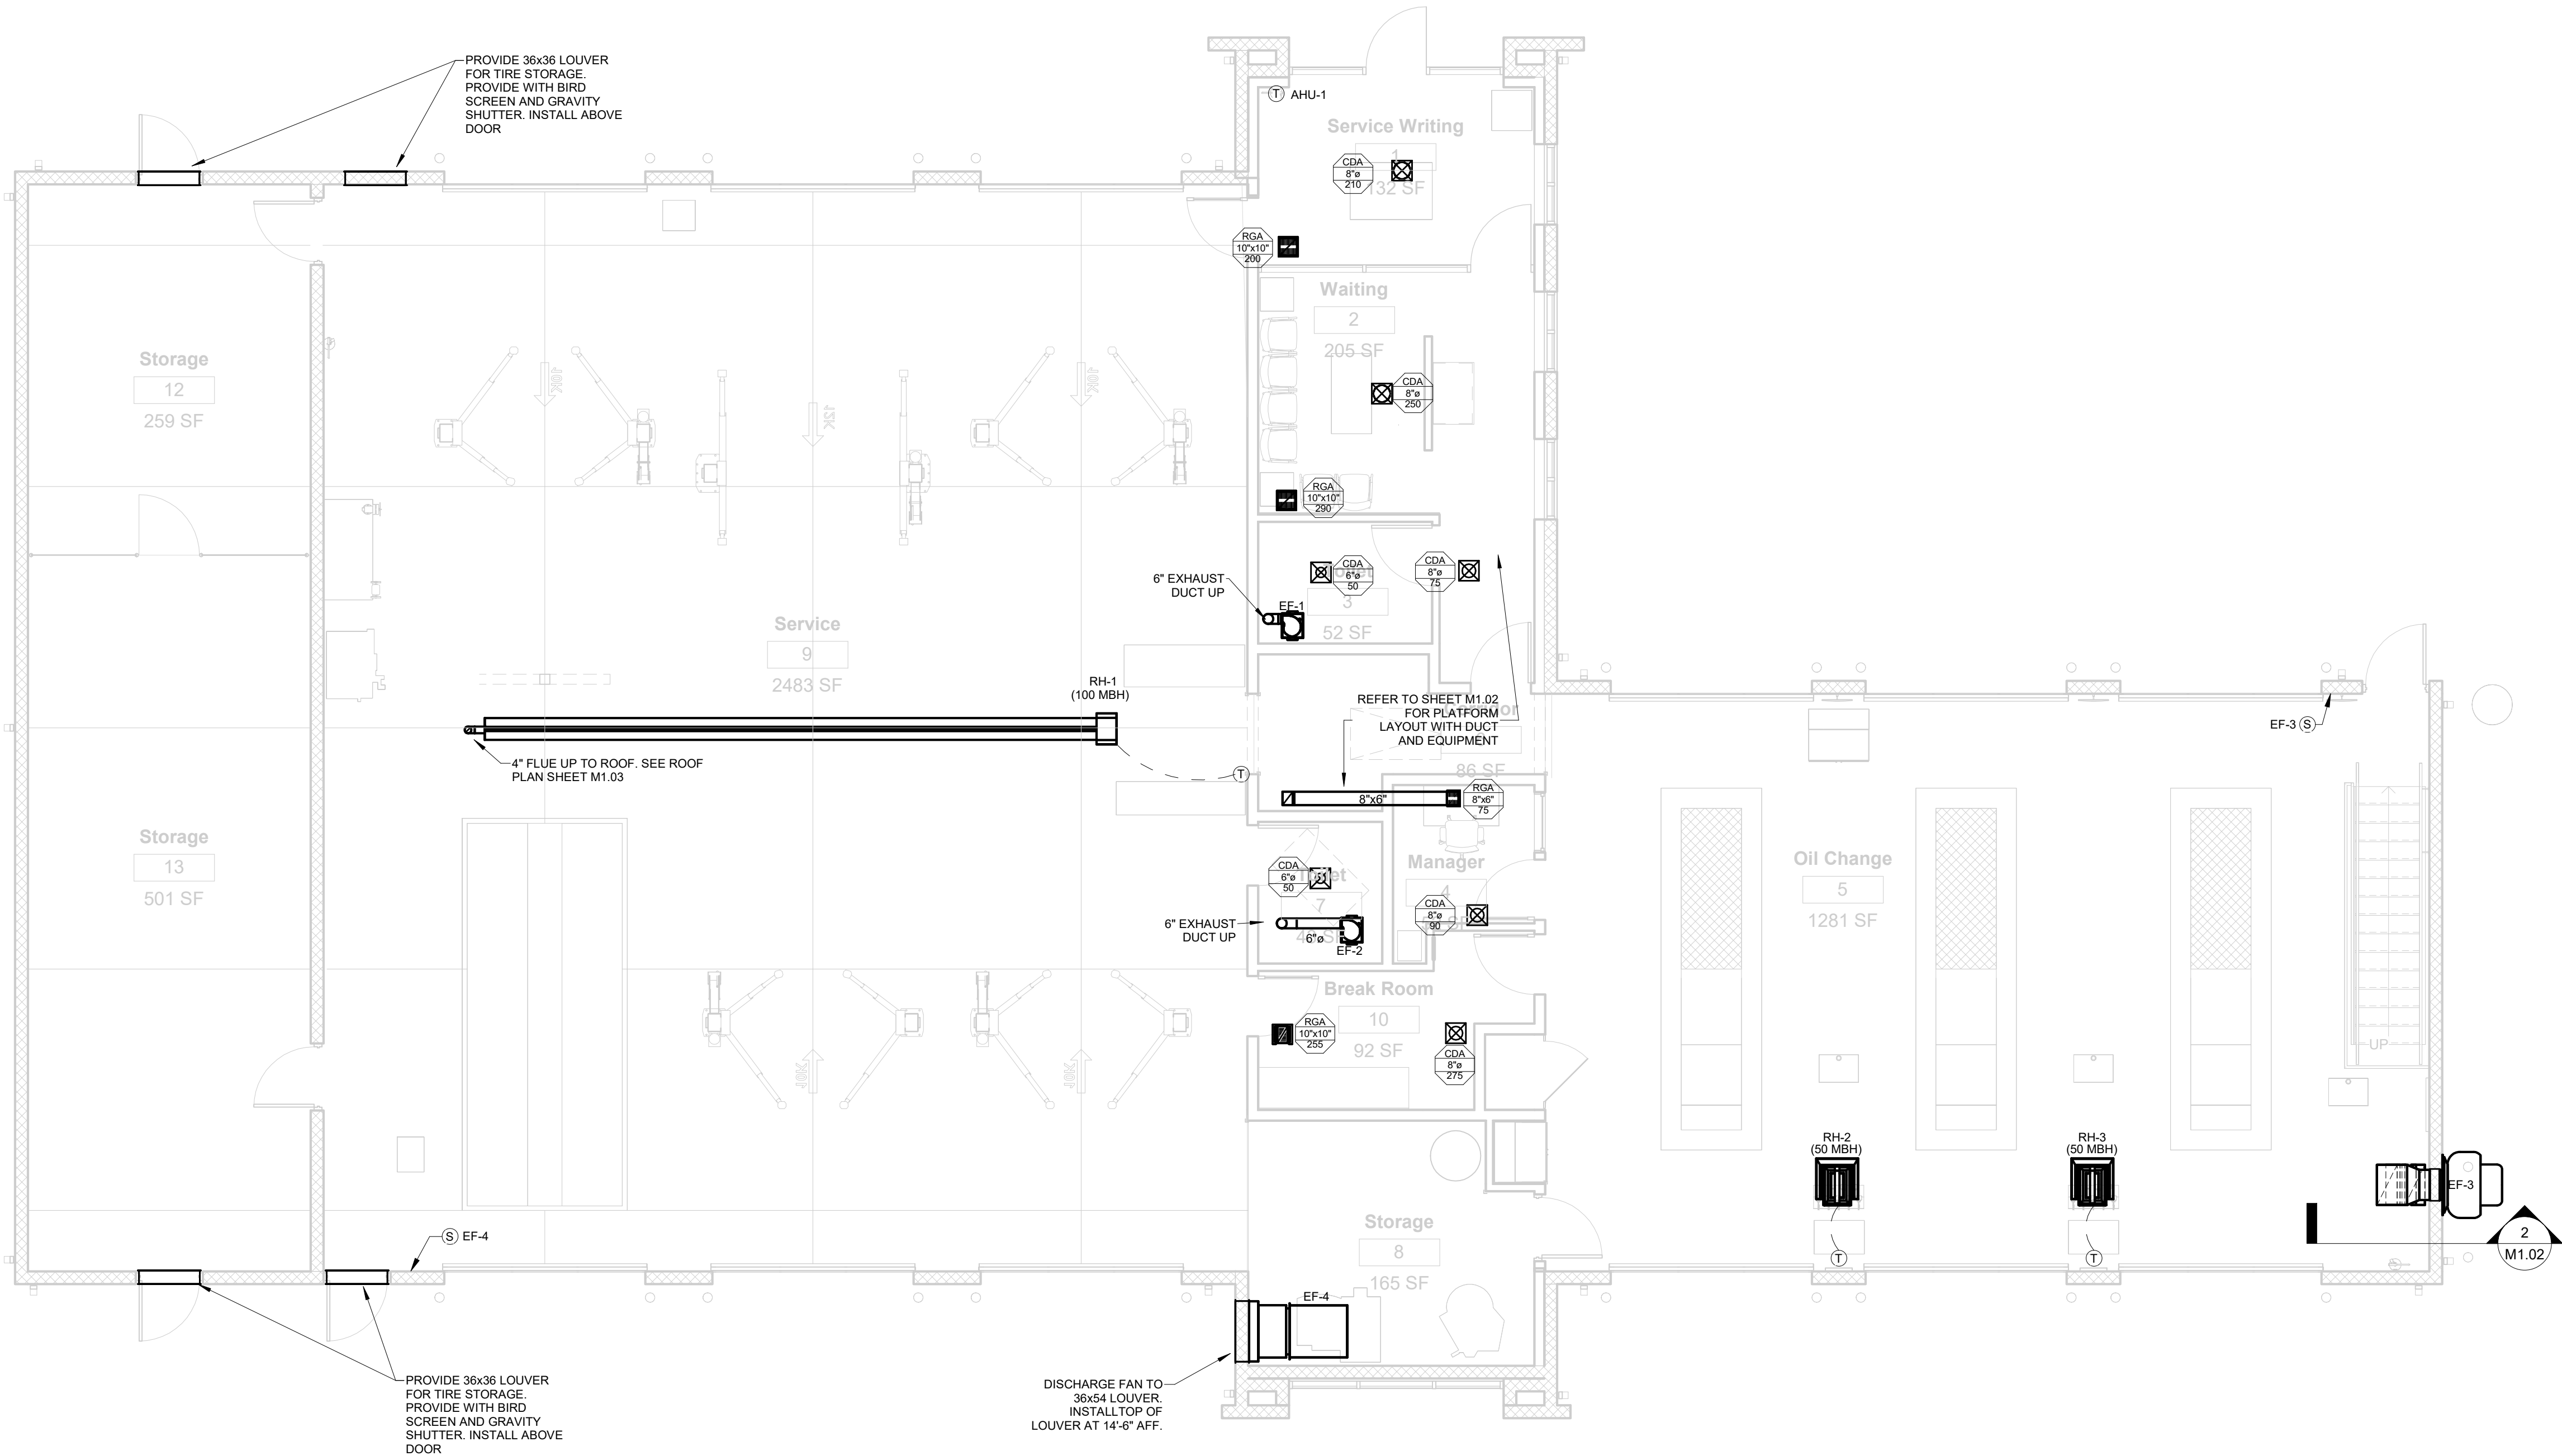 PROVIDE 36x36 LOUVER
FOR TIRE STORAGE.
PROVIDE WITH BIRD
SCREEN AND GRAVITY
SHUTTER. INSTALL ABOVE
DOOR
T AHU-1
Service Writing
1
132 SF
CDA
8"ø
210
RGA
10"x10"
200
Waiting
2
205 SF
CDA
8"ø
250
RGA
10"x10"
290
Storage
12
259 SF
10K
12K
10K
6" EXHAUST
DUCT UP
EF-1
CDA
6"ø
50
3
52 SF
CDA
8"ø
75
Service
9
2483 SF
RH-1
(100 MBH)
4" FLUE UP TO ROOF. SEE ROOF
PLAN SHEET M1.03
T
REFER TO SHEET M1.02
FOR PLATFORM
LAYOUT WITH DUCT
AND EQUIPMENT
86 SF
8"x6"
RGA
8"x6"
75
EF-3 S
Storage
13
501 SF
CDA
6"ø
50
Toilet
7
6" EXHAUST
DUCT UP
6"ø
EF-2
Manager
4
CDA
8"ø
90
Oil Change
5
1281 SF
UP
Break Room
10
92 SF
RGA
10"x10"
255
CDA
8"ø
275
10K
10K
RH-2
(50 MBH)
T
RH-3
(50 MBH)
T
EF-3
2
M1.02
S EF-4
Storage
8
165 SF
EF-4
DISCHARGE FAN TO
36x54 LOUVER.
INSTALLTOP OF
LOUVER AT 14'-6" AFF.
PROVIDE 36x36 LOUVER
FOR TIRE STORAGE.
PROVIDE WITH BIRD
SCREEN AND GRAVITY
SHUTTER. INSTALL ABOVE
DOOR